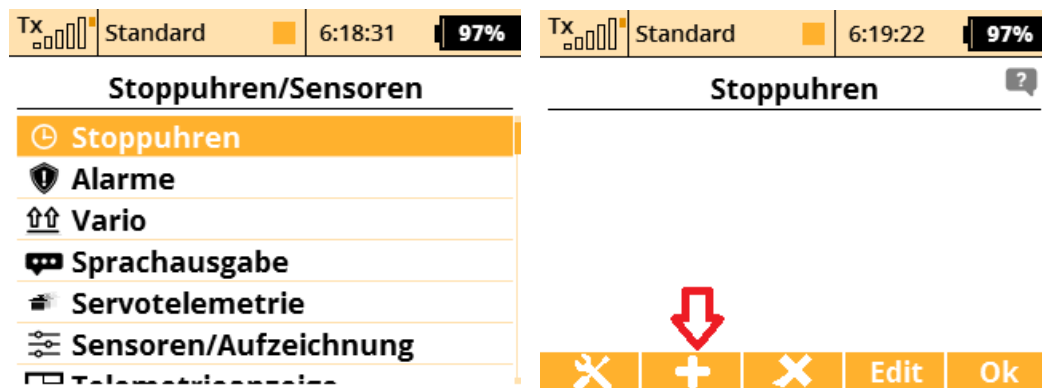 Tx Standard 6:18:31 97%
Stoppuhren/Sensoren
Stoppuhren
Alarme
Vario
Sprachausgabe
Servotelemetrie
Sensoren/Aufzeichnung
Telemetrieanzeige
Tx Standard 6:19:22 97%
Stoppuhren ?
Edit Ok